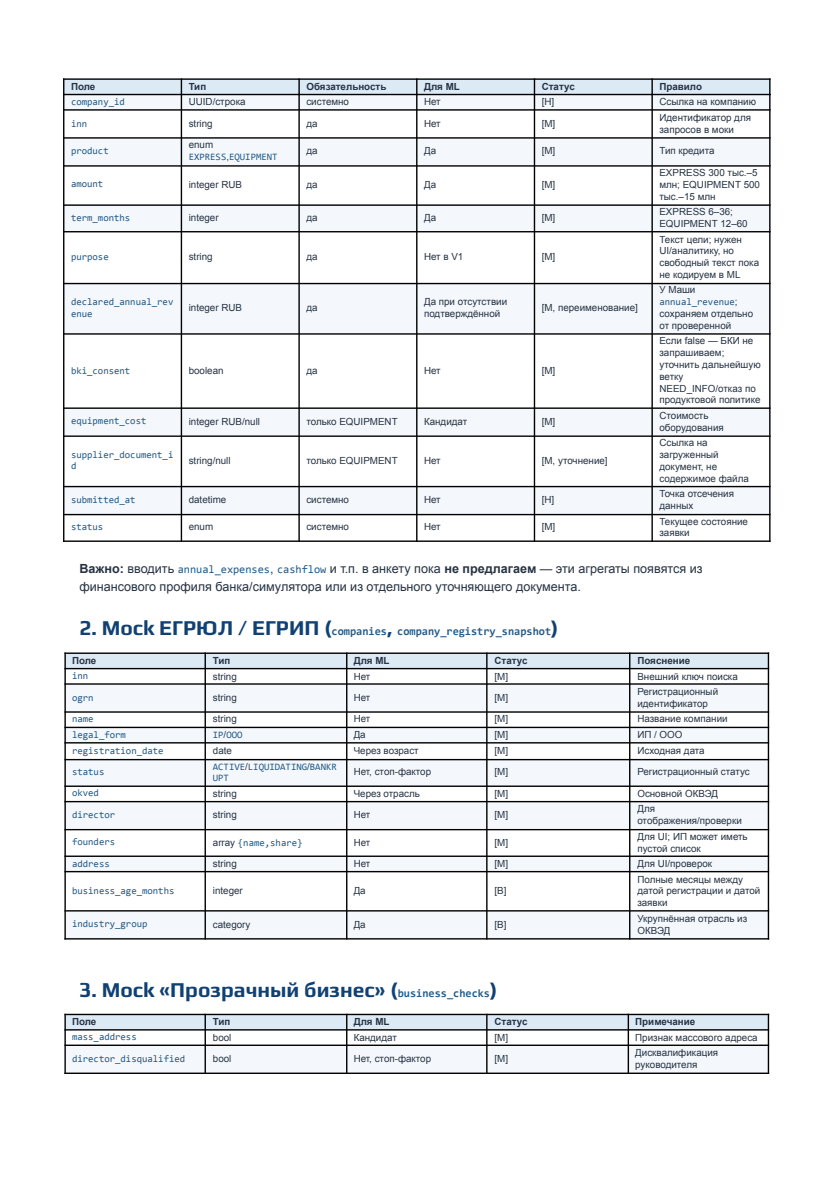 Поле Тип Обязательность Для ML Статус Правило
company_id UUID/строка системно Нет [H] Ссылка на компанию
inn string да Нет [M] Идентификатор для
запросов в моки
product enum
EXPRESS,EQUIPMENT да Да [M] Тип кредита
amount integer RUB да Да [M] EXPRESS 300 тыс.–5
млн; EQUIPMENT 500
тыс.–15 млн
term_months integer да Да [M] EXPRESS 6–36;
EQUIPMENT 12–60
purpose string да Нет в V1 [M] Текст цели; нужен
UI/аналитику, но
свободный текст пока
не кодируем в ML
declared_annual_rev
enue integer RUB да Да при отсутствии
подтверждённой [M, переименование] У Маши
annual_revenue;
сохраняем отдельно
от проверенной
bki_consent boolean да Нет [M] Если false — БКИ не
запрашиваем;
уточнить дальнейшую
ветку
NEED_INFO/отказ по
продуктовой политике
equipment_cost integer RUB/null только EQUIPMENT Кандидат [M] Стоимость
оборудования
supplier_document_i
d string/null только EQUIPMENT Нет [M, уточнение] Ссылка на
загруженный
документ, не
содержимое файла
submitted_at datetime системно Нет [H] Точка отсечения
данных
status enum системно Нет [M] Текущее состояние
заявки
Важно: вводить annual_expenses, cashflow и т.п. в анкету пока не предлагаем — эти агрегаты появятся из
финансового профиля банка/симулятора или из отдельного уточняющего документа.
2. Mock ЕГРЮЛ / ЕГРИП (companies, company_registry_snapshot)
Поле Тип Для ML Статус Пояснение
inn string Нет [M] Внешний ключ поиска
ogrn string Нет [M] Регистрационный
идентификатор
name string Нет [M] Название компании
legal_form IP/OOO Да [M] ИП / ООО
registration_date date Через возраст [M] Исходная дата
status ACTIVE/LIQUIDATING/BANKR
UPT Нет, стоп-фактор [M] Регистрационный статус
okved string Через отрасль [M] Основной ОКВЭД
director string Нет [M] Для
отображения/проверки
founders array {name,share} Нет [M] Для UI; ИП может иметь
пустой список
address string Нет [M] Для UI/проверок
business_age_months integer Да [B] Полные месяцы между
датой регистрации и датой
заявки
industry_group category Да [B] Укрупнённая отрасль из
ОКВЭД
3. Mock «Прозрачный бизнес» (business_checks)
Поле Тип Для ML Статус Примечание
mass_address bool Кандидат [M] Признак массового адреса
director_disqualified bool Нет, стоп-фактор [M] Дисквалификация
руководителя